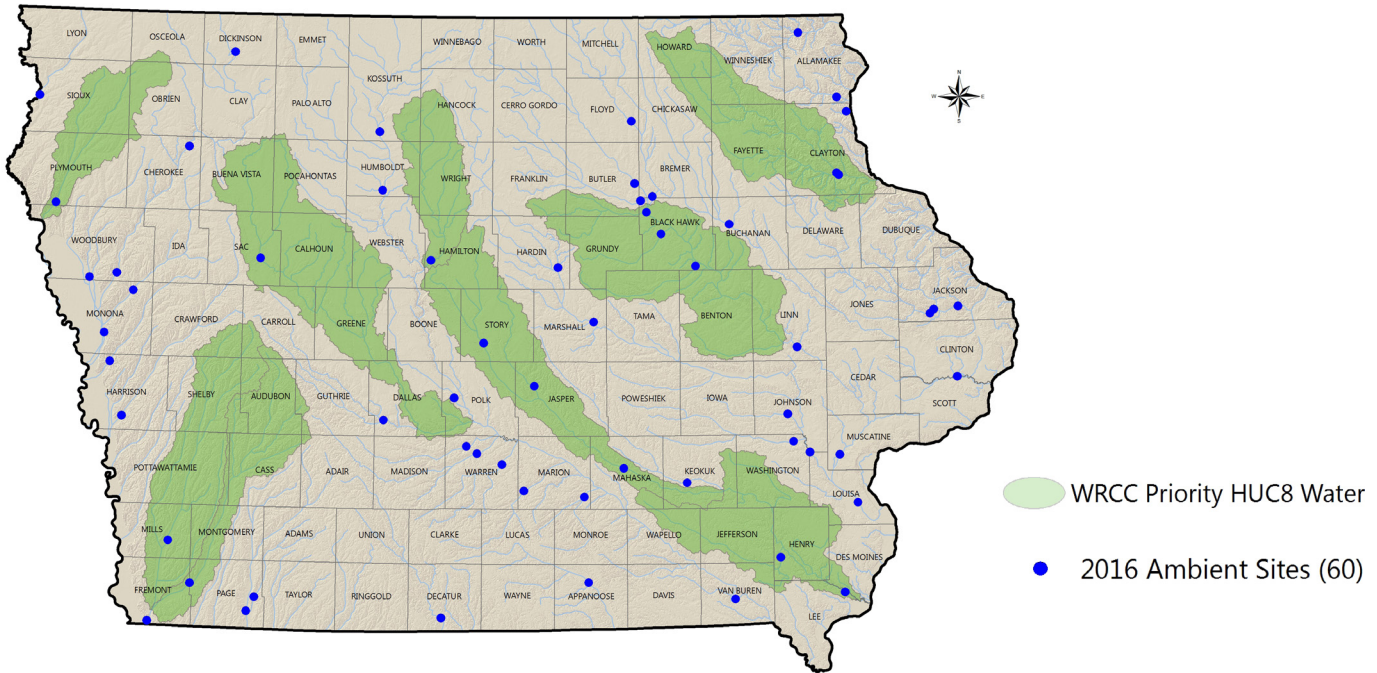 LYON
OSCEOLA
DICKINSON
EMMET
WINNEBAGO
WORTH
MITCHELL
HOWARD
WINNESHIEK
ALLAMAKEE
KOSSUTH
SIOUX
OBRIEN
CLAY
PALO ALTO
HANCOCK
CERRO GORDO
FLOYD
CHICKASAW
N
W
E
S
PLYMOUTH
CHEROKEE
BUENA VISTA
POCAHONTAS
HUMBOLDT
WRIGHT
FRANKLIN
BUTLER
BREMER
FAYETTE
CLAYTON
WOODBURY
IDA
SAC
CALHOUN
WEBSTER
HAMILTON
HARDIN
GRUNDY
BLACK HAWK
BUCHANAN
DELAWARE
DUBUQUE
MONONA
CRAWFORD
CARROLL
GREENE
BOONE
STORY
MARSHALL
TAMA
BENTON
LINN
JONES
JACKSON
CLINTON
HARRISON
SHELBY
AUDUBON
GUTHRIE
DALLAS
POLK
JASPER
POWESHIEK
IOWA
JOHNSON
CEDAR
SCOTT
MUSCATINE
POTTAWATTAMIE
CASS
ADAIR
MADISON
WARREN
MARION
MAHASKA
KEOKUK
WASHINGTON
LOUISA
MILLS
MONTGOMERY
ADAMS
UNION
CLARKE
LUCAS
MONROE
WAPELLO
JEFFERSON
HENRY
DES MOINES
FREMONT
PAGE
TAYLOR
RINGGOLD
DECATUR
WAYNE
APPANOOSE
DAVIS
VAN BUREN
LEE
WRCC Priority HUC8 Water
2016 Ambient Sites (60)